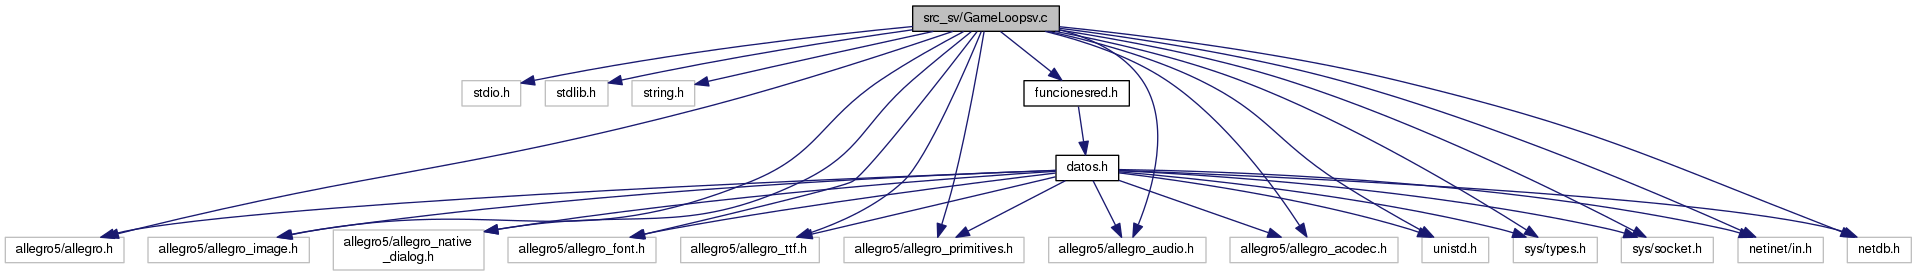 src_sv/GameLoopsv.c
stdio.h
stdlib.h
string.h
funcionesred.h
datos.h
allegro5/allegro.h
allegro5/allegro_image.h
allegro5/allegro_native
_dialog.h
allegro5/allegro_font.h
allegro5/allegro_ttf.h
allegro5/allegro_primitives.h
allegro5/allegro_audio.h
allegro5/allegro_acodec.h
unistd.h
sys/types.h
sys/socket.h
netinet/in.h
netdb.h